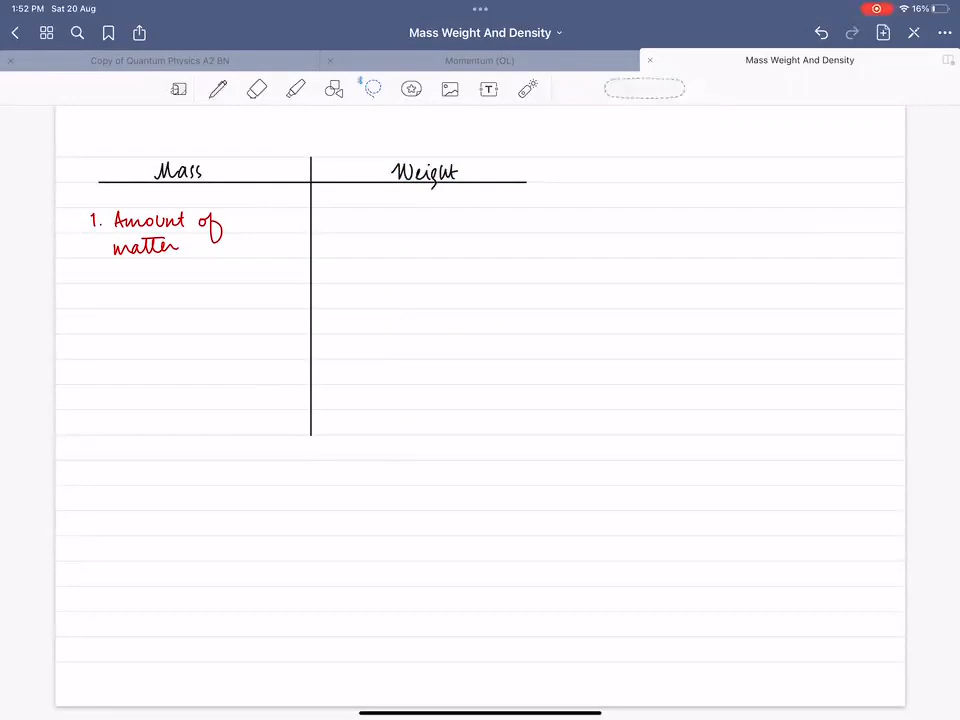 1:52 PM Sat 20 Aug
16%
Mass Weight And Density
Copy of Quantum Physics A2 BN
Momentum (OL)
Mass Weight And Density
T
Mass Weight
1. Amount of
matter